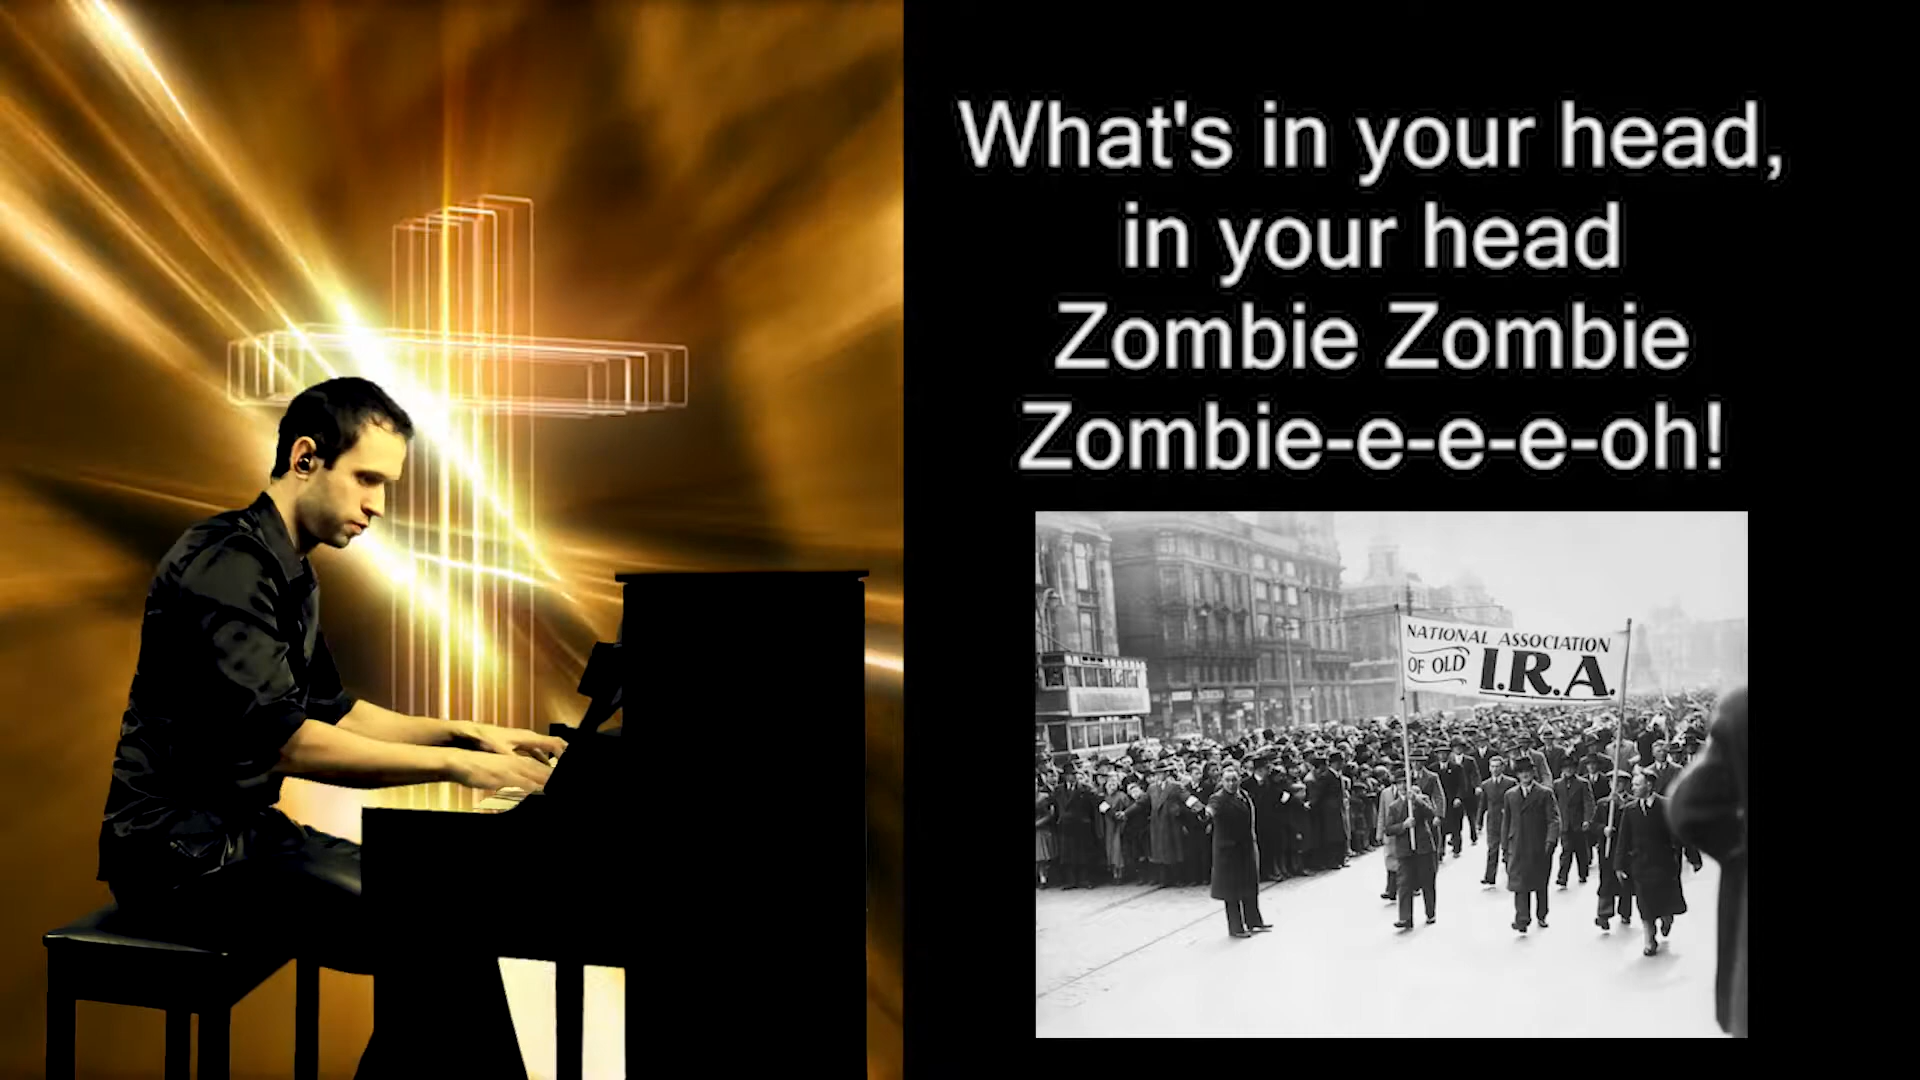 What's in your head,
in your head
Zombie Zombie
Zombie-e-e-e-oh!
NATIONAL ASSOCIATION
OF OLD I.R.A.